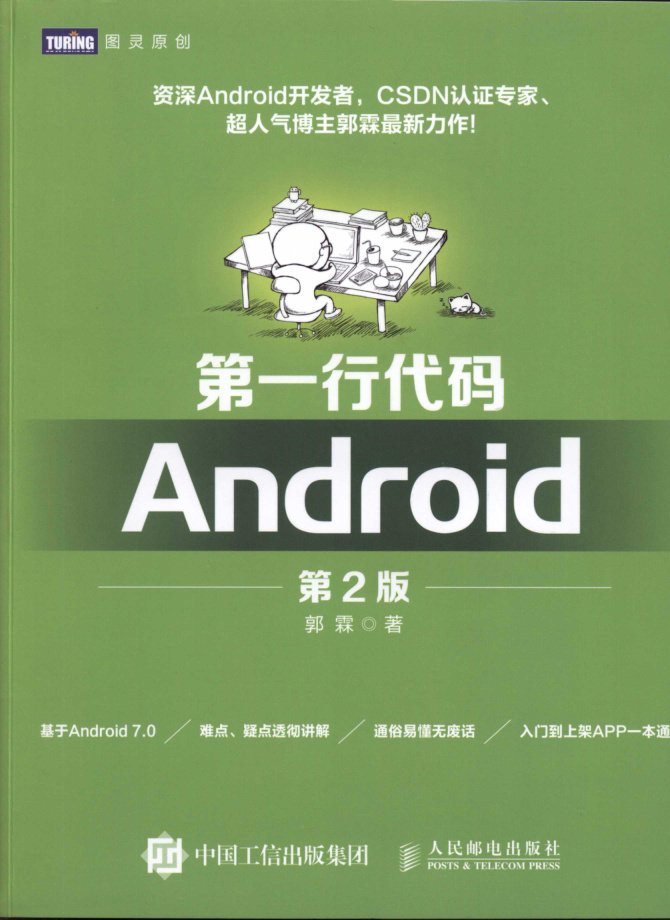 TURING 图灵原创
资深Android开发者，CSDN认证专家、
超人气博主郭霖最新力作！
第一行代码
Android
第2版
郭霖◎著
基于Android 7.0 / 难点、疑点透彻讲解 / 通俗易懂无废话 / 入门到上架APP一本通
中国工信出版集团 人民邮电出版社
POSTS & TELECOM PRESS